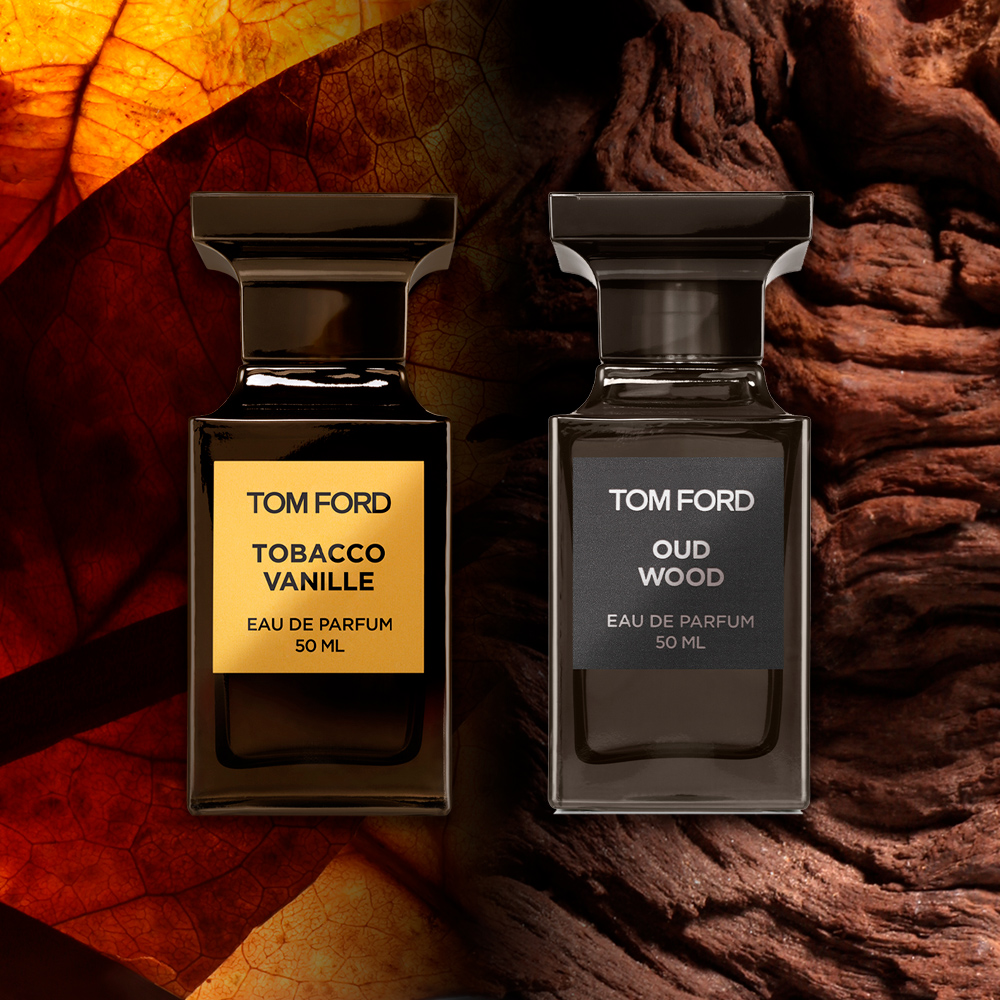 TOM FORD
TOBACCO
VANILLE
EAU DE PARFUM
50 ML
TOM FORD
OUD
WOOD
EAU DE PARFUM
50 ML